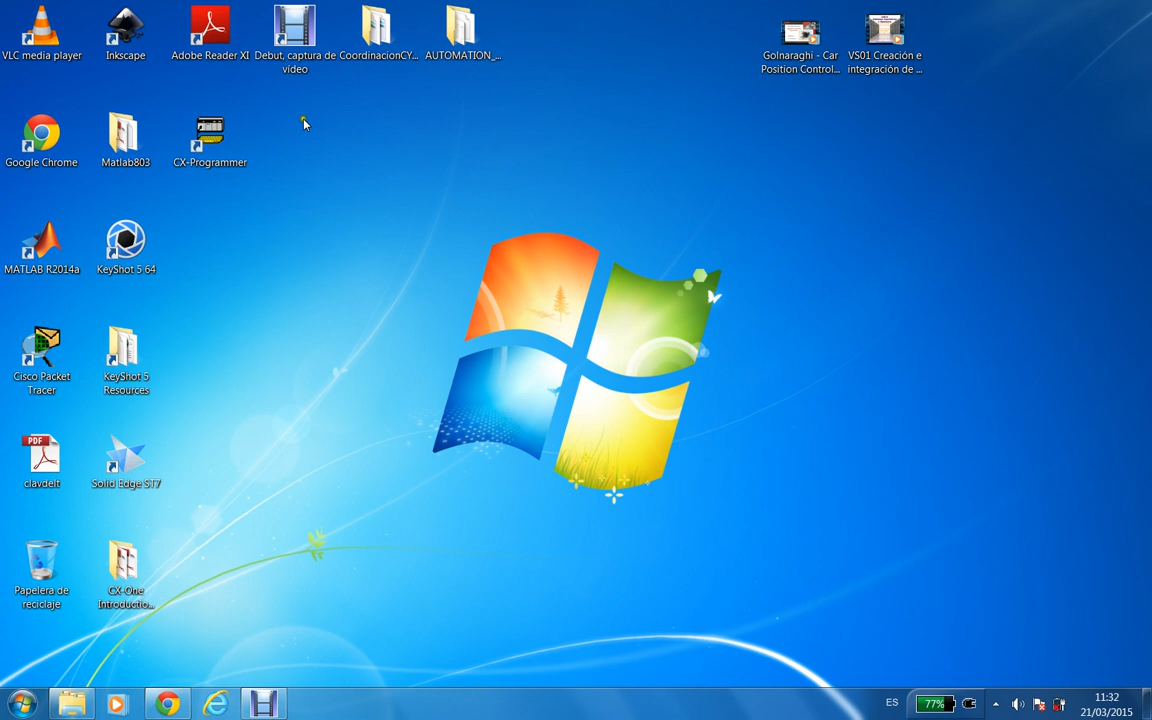 VLC media player
Inkscape
Adobe Reader XI
Debut, captura de
vídeo
CoordinacionCY...
AUTOMATION_...
Golnaraghi - Car
Position Control...
VS01 Creación e
integración de ...
Google Chrome
Matlab803
CX-Programmer
MATLAB R2014a
KeyShot 5 64
Cisco Packet
Tracer
KeyShot 5
Resources
PDF
clavdelt
Solid Edge ST7
Papelera de
reciclaje
CX-One
Introductio...
ES
77%
11:32
21/03/2015